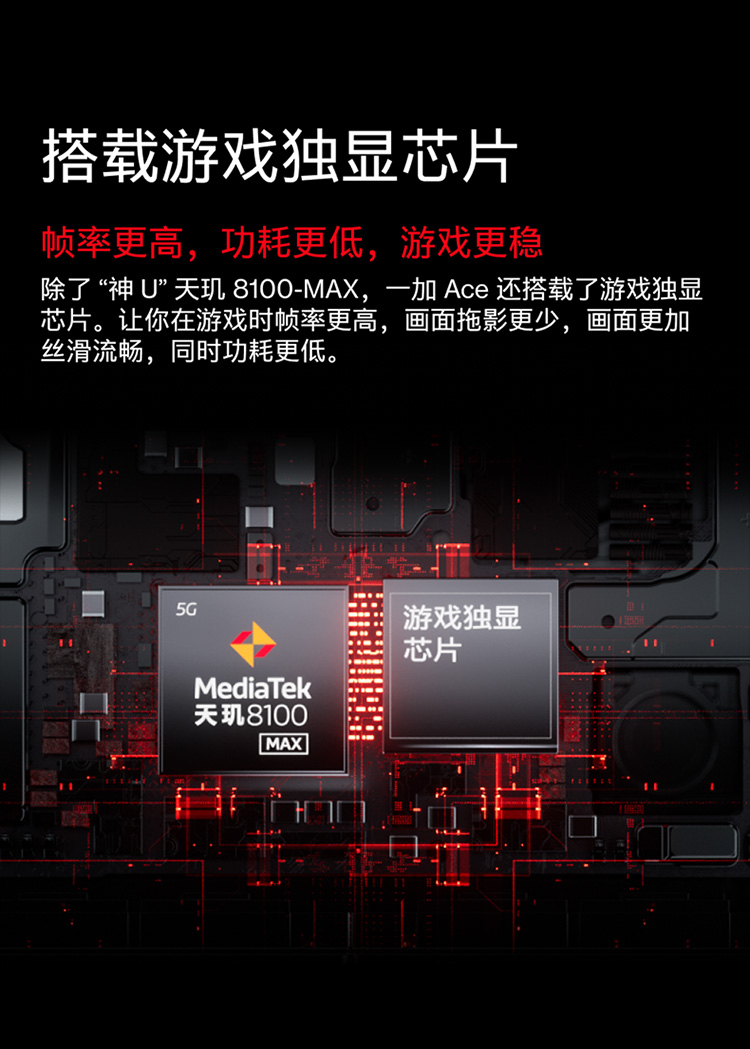 搭载游戏独显芯片
帧率更高，功耗更低，游戏更稳
除了 “神 U” 天玑 8100-MAX，一加 Ace 还搭载了游戏独显
芯片。让你在游戏时帧率更高，画面拖影更少，画面更加
丝滑流畅，同时功耗更低。
5G
MediaTek
天玑8100
MAX
游戏独显
芯片